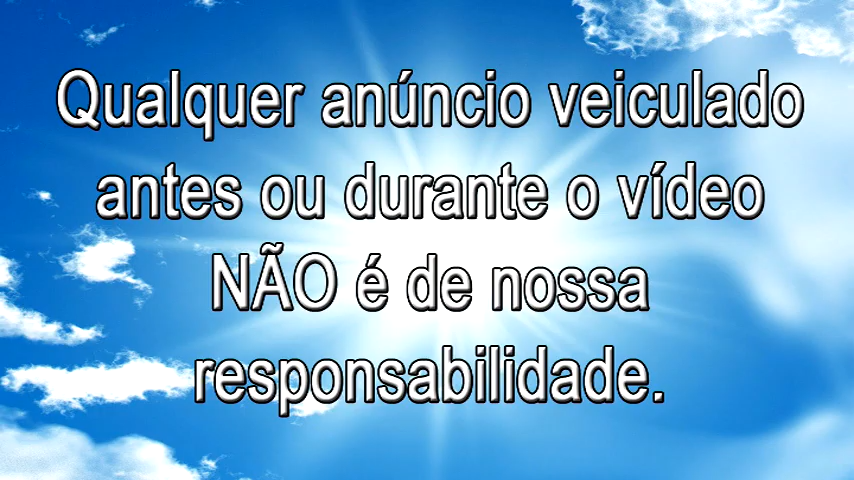 Qualquer anúncio veiculado
antes ou durante o vídeo
NÃO é de nossa
responsabilidade.